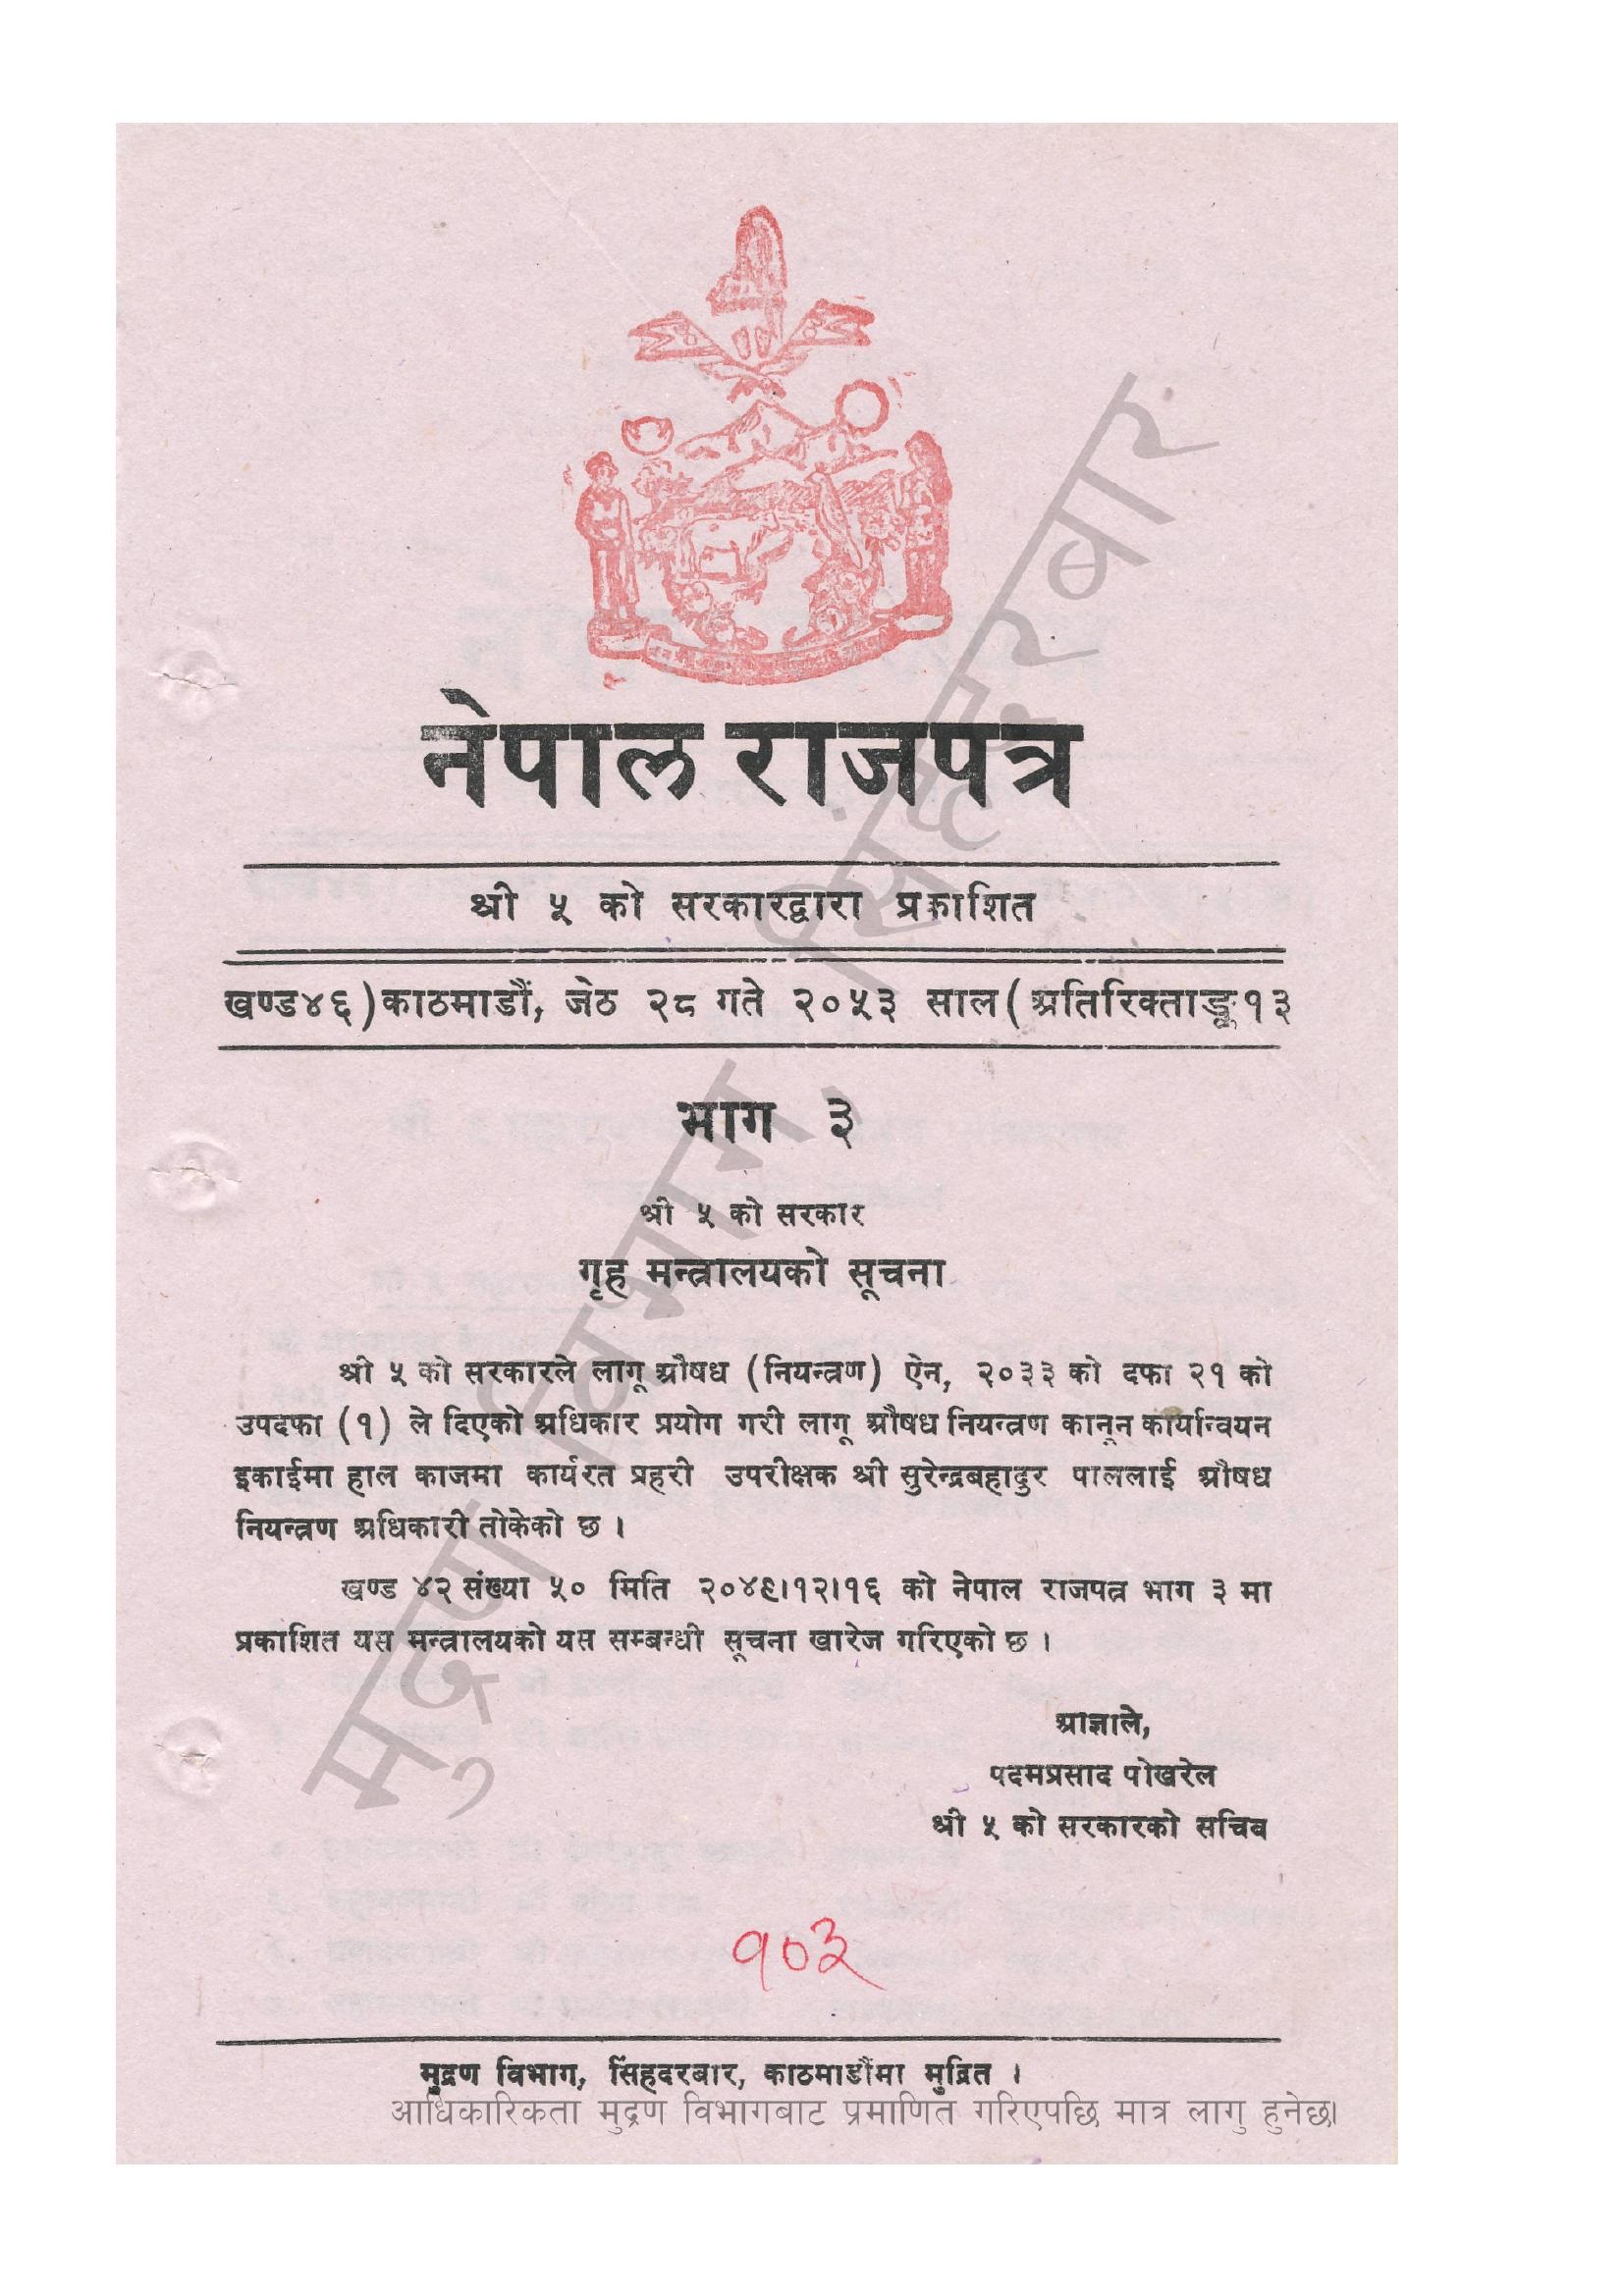 नेपाल राजपत्र
श्री ५ को सरकारद्वारा प्रकाशित
खण्ड४६)काठमाडौं, जेठ २८ गते २०५३ साल(अतिरिक्ताङ्क१३
भाग ३
श्री ५ को सरकार
गृह मन्त्रालयको सूचना
श्री ५ को सरकारले लागू औषध (नियन्त्रण) ऐन, २०३३ को दफा २१ को
उपदफा (१) ले दिएको अधिकार प्रयोग गरी लागू औषध नियन्त्रण कानून कार्यान्वयन
इकाईमा हाल काजमा कार्यरत प्रहरी उपरीक्षक श्री सुरेन्द्रबहादुर पाललाई औषध
नियन्त्रण अधिकारी तोकेको छ ।
खण्ड ४२ संख्या ५० मिति २०४९।१२।१६ को नेपाल राजपत्र भाग ३ मा
प्रकाशित यस मन्त्रालयको यस सम्बन्धी सूचना खारेज गरिएको छ ।
आज्ञाले,
पदमप्रसाद पोखरेल
श्री ५ को सरकारको सचिव
१०३
मुद्रण विभाग, सिंहदरबार, काठमाडौंमा मुद्रित ।
आधिकारिकता मुद्रण विभागबाट प्रमाणित गरिएपछि मात्र लागु हुनेछ।
मुद्रण विभाग, सिंहदरबार